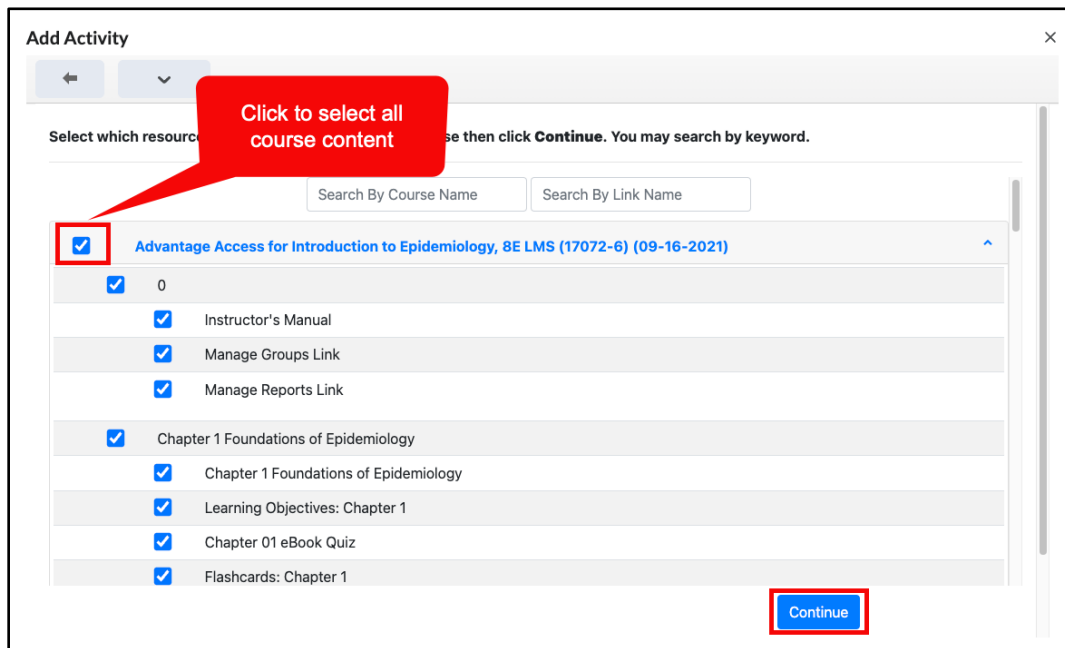 Add Activity
Click to select all
course content
Select which resourc se then click Continue. You may search by keyword.
Search By Course Name Search By Link Name
Advantage Access for Introduction to Epidemiology, 8E LMS (17072-6) (09-16-2021)
0
Instructor's Manual
Manage Groups Link
Manage Reports Link
Chapter 1 Foundations of Epidemiology
Chapter 1 Foundations of Epidemiology
Learning Objectives: Chapter 1
Chapter 01 eBook Quiz
Flashcards: Chapter 1
Continue